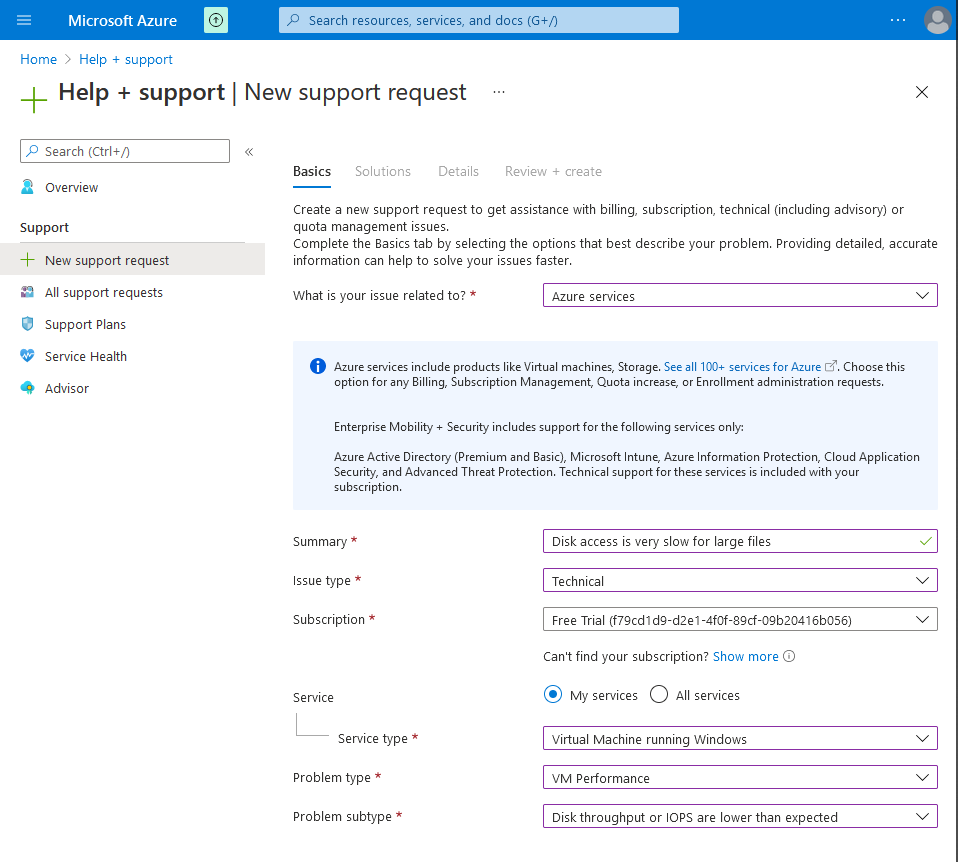 Microsoft Azure
Search resources, services, and docs (G+/)
Home > Help + support
Help + support | New support request ...
Search (Ctrl+/) «
Overview
Support
New support request
All support requests
Support Plans
Service Health
Advisor
Basics Solutions Details Review + create
Create a new support request to get assistance with billing, subscription, technical (including advisory) or
quota management issues.
Complete the Basics tab by selecting the options that best describe your problem. Providing detailed, accurate
information can help to solve your issues faster.
What is your issue related to? * Azure services
Azure services include products like Virtual machines, Storage. See all 100+ services for Azure. Choose this
option for any Billing, Subscription Management, Quota increase, or Enrollment administration requests.
Enterprise Mobility + Security includes support for the following services only:
Azure Active Directory (Premium and Basic), Microsoft Intune, Azure Information Protection, Cloud Application
Security, and Advanced Threat Protection. Technical support for these services is included with your
subscription.
Summary * Disk access is very slow for large files
Issue type * Technical
Subscription * Free Trial (f79cd1d9-d2e1-4f0f-89cf-09b20416b056)
Can't find your subscription? Show more
Service My services All services
Service type * Virtual Machine running Windows
Problem type * VM Performance
Problem subtype * Disk throughput or IOPS are lower than expected